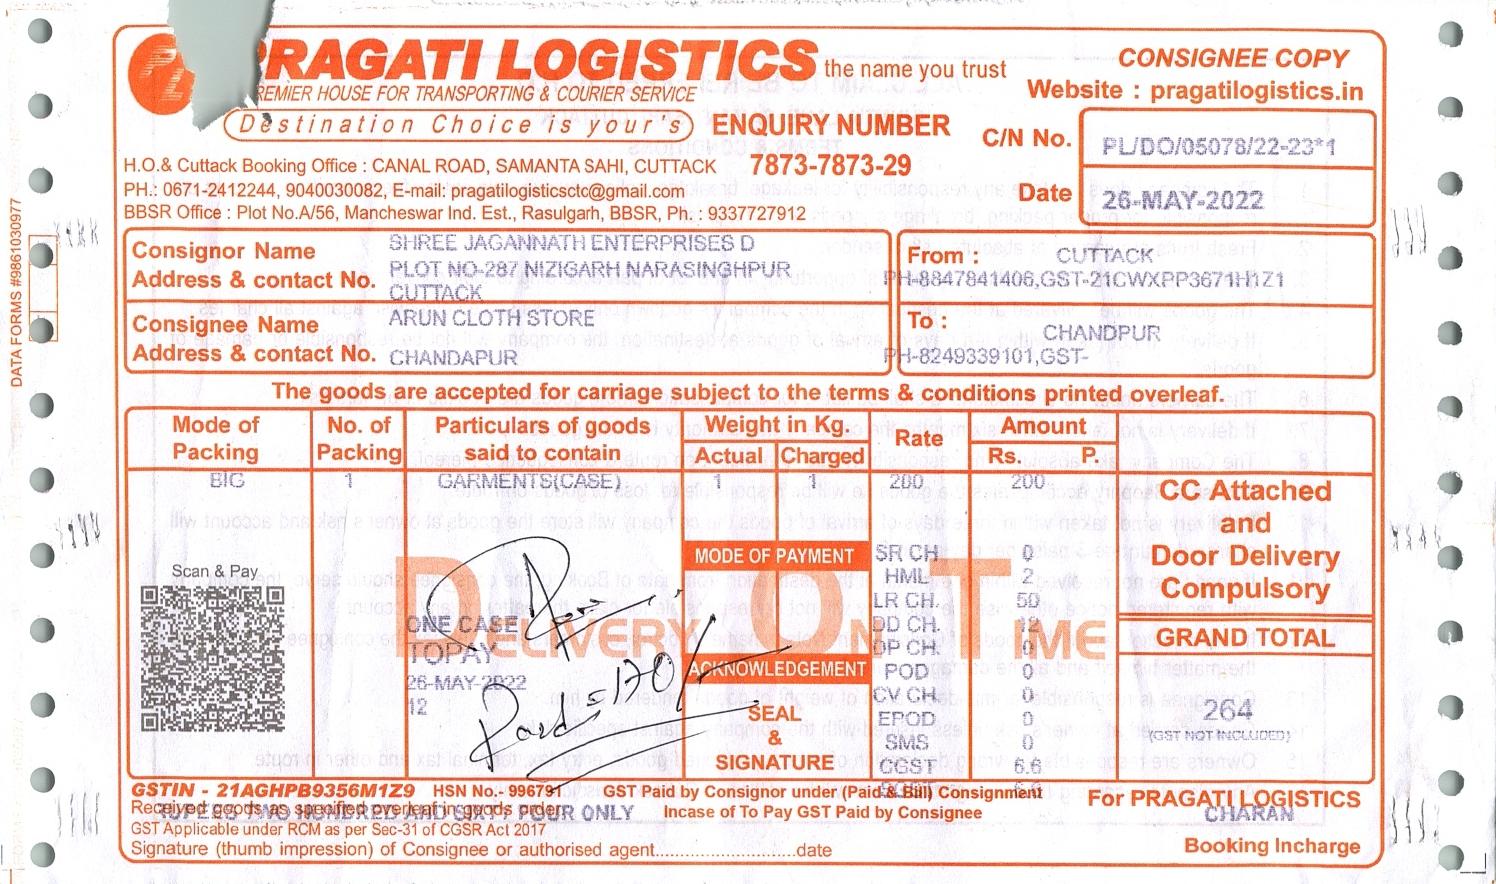 PRAGATI LOGISTICS the name you trust
REMIER HOUSE FOR TRANSPORTING & COURIER SERVICE
Destination Choice is your's
ENQUIRY NUMBER
7873-7873-29
CONSIGNEE COPY
Website : pragatilogistics.in
C/N No. PL/DO/05078/22-23*1
Date 26-MAY-2022
H.O.& Cuttack Booking Office : CANAL ROAD, SAMANTA SAHI, CUTTACK
PH.: 0671-2412244, 9040030082, E-mail: pragatilogisticsctc@gmail.com
BBSR Office : Plot No.A/56, Mancheswar Ind. Est., Rasulgarh, BBSR, Ph. : 9337727912
DATA FORMS #9861030977
Consignor Name SHREE JAGANNATH ENTERPRISES D
Address & contact No. PLOT NO-287 NIZIGARH NARASINGHPUR
CUTTACK
From : CUTTACK
PH-8847841406,GST-21CWXPP3671H1Z1
Consignee Name ARUN CLOTH STORE
Address & contact No. CHANDAPUR
To : CHANDPUR
PH-8249339101,GST-
The goods are accepted for carriage subject to the terms & conditions printed overleaf.
Mode of Packing No. of Packing Particulars of goods said to contain Weight in Kg. Actual Charged Rate Amount Rs. P.
BIG 1 GARMENTS(CASE) 1 1 200 200
CC Attached
and
Door Delivery
Compulsory
GRAND TOTAL
264
(GST NOT INCLUDED)
Scan & Pay
DELIVERY ON TIME
ONE CASE
TOPAY
26-MAY-2022
12
Paid = 170/-
MODE OF PAYMENT
ACKNOWLEDGEMENT
SEAL
&
SIGNATURE
SR CH 0
HML 2
LR CH. 50
DD CH. 12
DP CH. 0
POD 0
CV CH. 0
EPOD 0
SMS 0
CGST 6.6
SGST 6.6
GSTIN - 21AGHPB9356M1Z9 HSN No.- 996791 GST Paid by Consignor under (Paid & Bill) Consignment
Received goods as specified overleaf in goods order
RUPEES TWO HUNDRED AND SIXTY FOUR ONLY Incase of To Pay GST Paid by Consignee
GST Applicable under RCM as per Sec-31 of CGSR Act 2017
Signature (thumb impression) of Consignee or authorised agent..............................date
For PRAGATI LOGISTICS
CHARAN
Booking Incharge